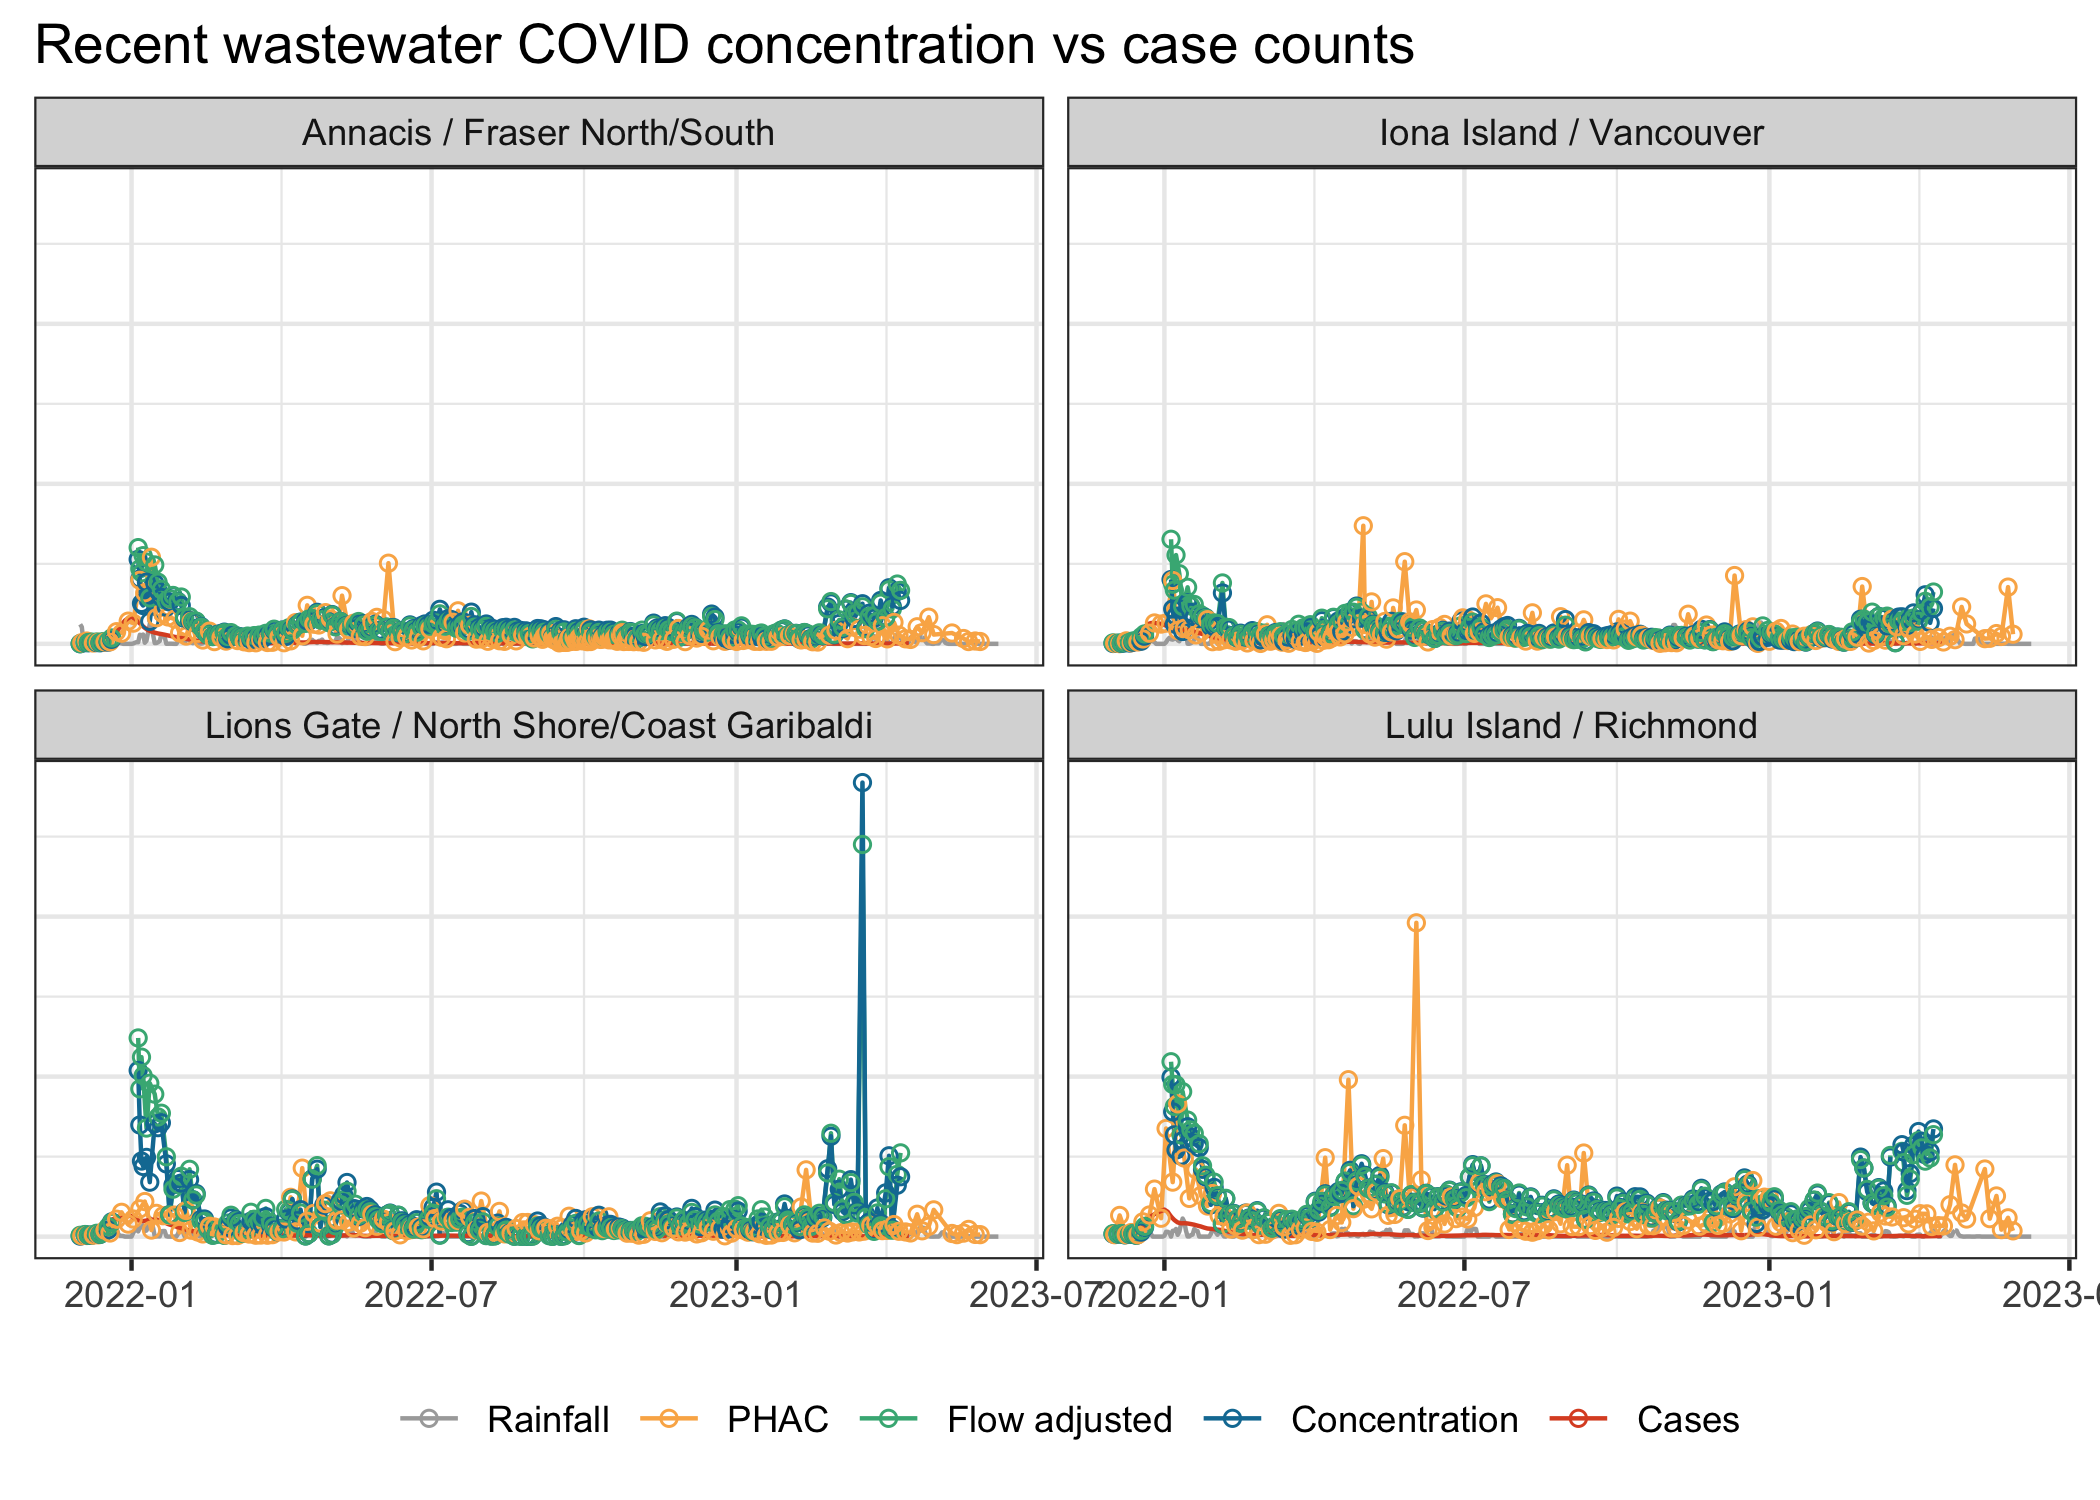 Recent wastewater COVID concentration vs case counts
Annacis / Fraser North/South
Iona Island / Vancouver
Lions Gate / North Shore/Coast Garibaldi
Lulu Island / Richmond
2022-01 2022-07 2023-01 2023-07 2022-01 2022-07 2023-01 2023-0
Rainfall PHAC Flow adjusted Concentration Cases